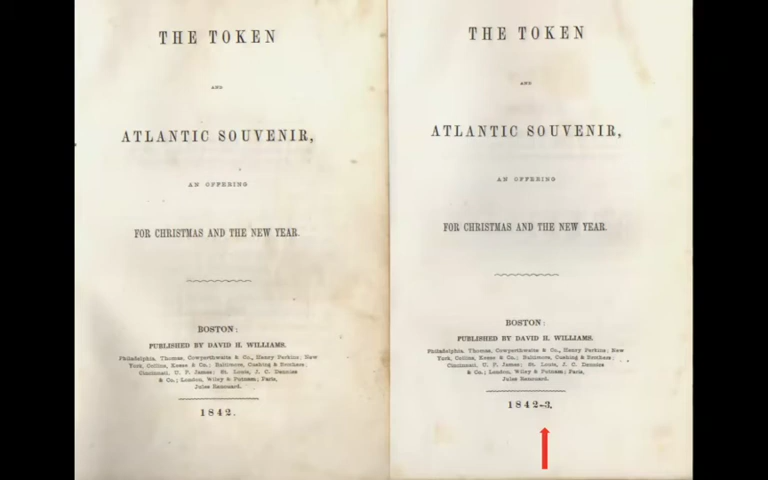 THE TOKEN
AND
ATLANTIC SOUVENIR,
AN OFFERING
FOR CHRISTMAS AND THE NEW YEAR.
BOSTON:
PUBLISHED BY DAVID H. WILLIAMS.
Philadelphia, Thomas, Cowperthwaite & Co., Henry Perkins; New
York, Collins, Keese & Co.; Baltimore, Cushing & Brothers;
Cincinnati, U. P. James; St. Louis, J. C. Dennies
& Co.; London, Wiley & Putnam; Paris,
Jules Renouard.
1842.
THE TOKEN
AND
ATLANTIC SOUVENIR,
AN OFFERING
FOR CHRISTMAS AND THE NEW YEAR.
BOSTON:
PUBLISHED BY DAVID H. WILLIAMS.
Philadelphia, Thomas, Cowperthwaite & Co., Henry Perkins; New
York, Collins, Keese & Co.; Baltimore, Cushing & Brothers;
Cincinnati, U. P. James; St. Louis, J. C. Dennies
& Co.; London, Wiley & Putnam; Paris,
Jules Renouard.
1842-3.